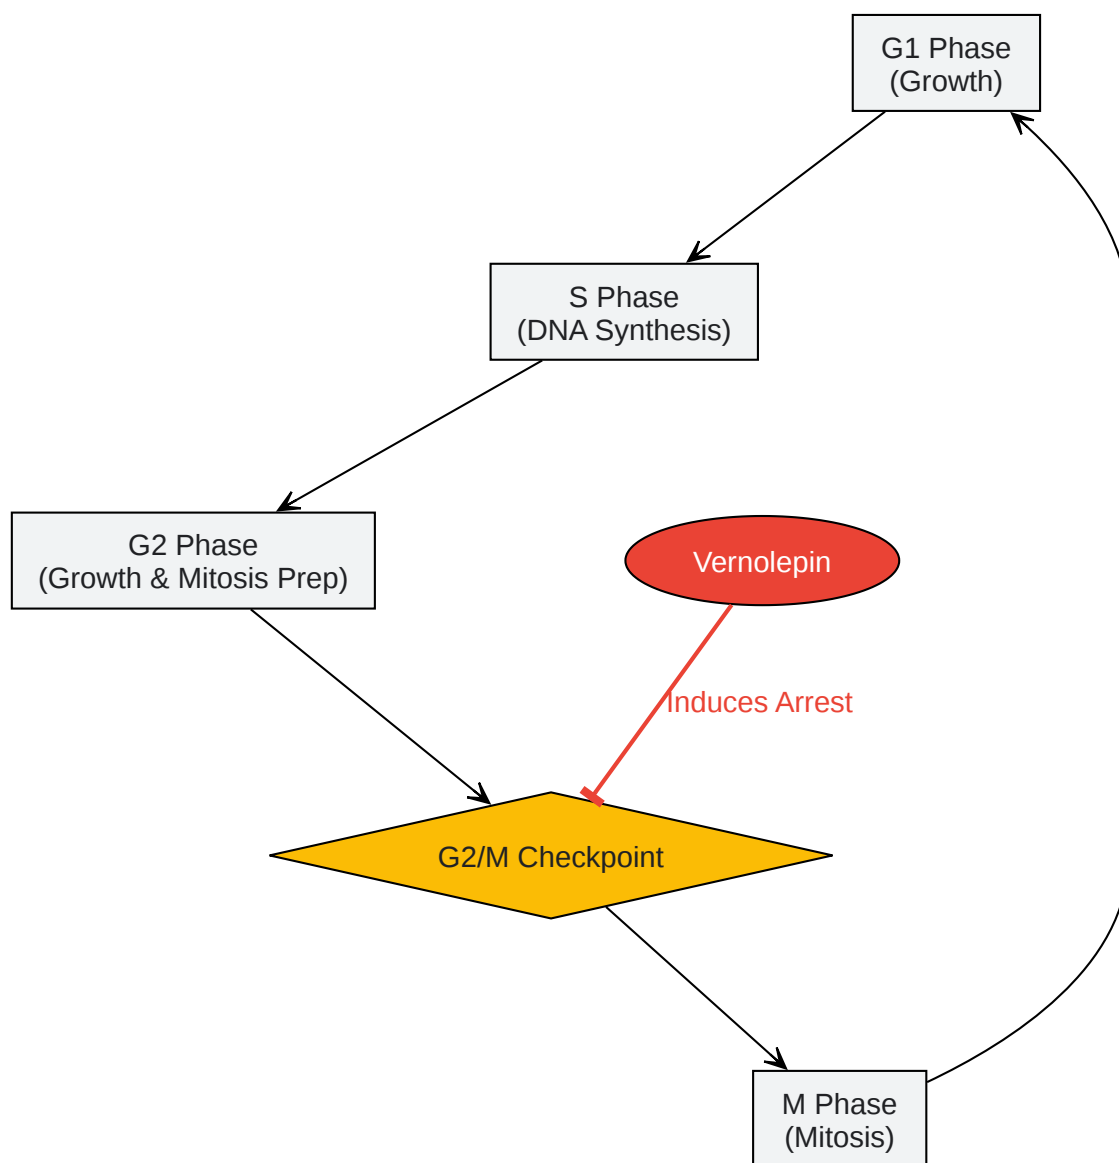 G1 Phase
(Growth)
S Phase
(DNA Synthesis)
G2 Phase
(Growth & Mitosis Prep)
Vernolepin
Induces Arrest
G2/M Checkpoint
M Phase
(Mitosis)